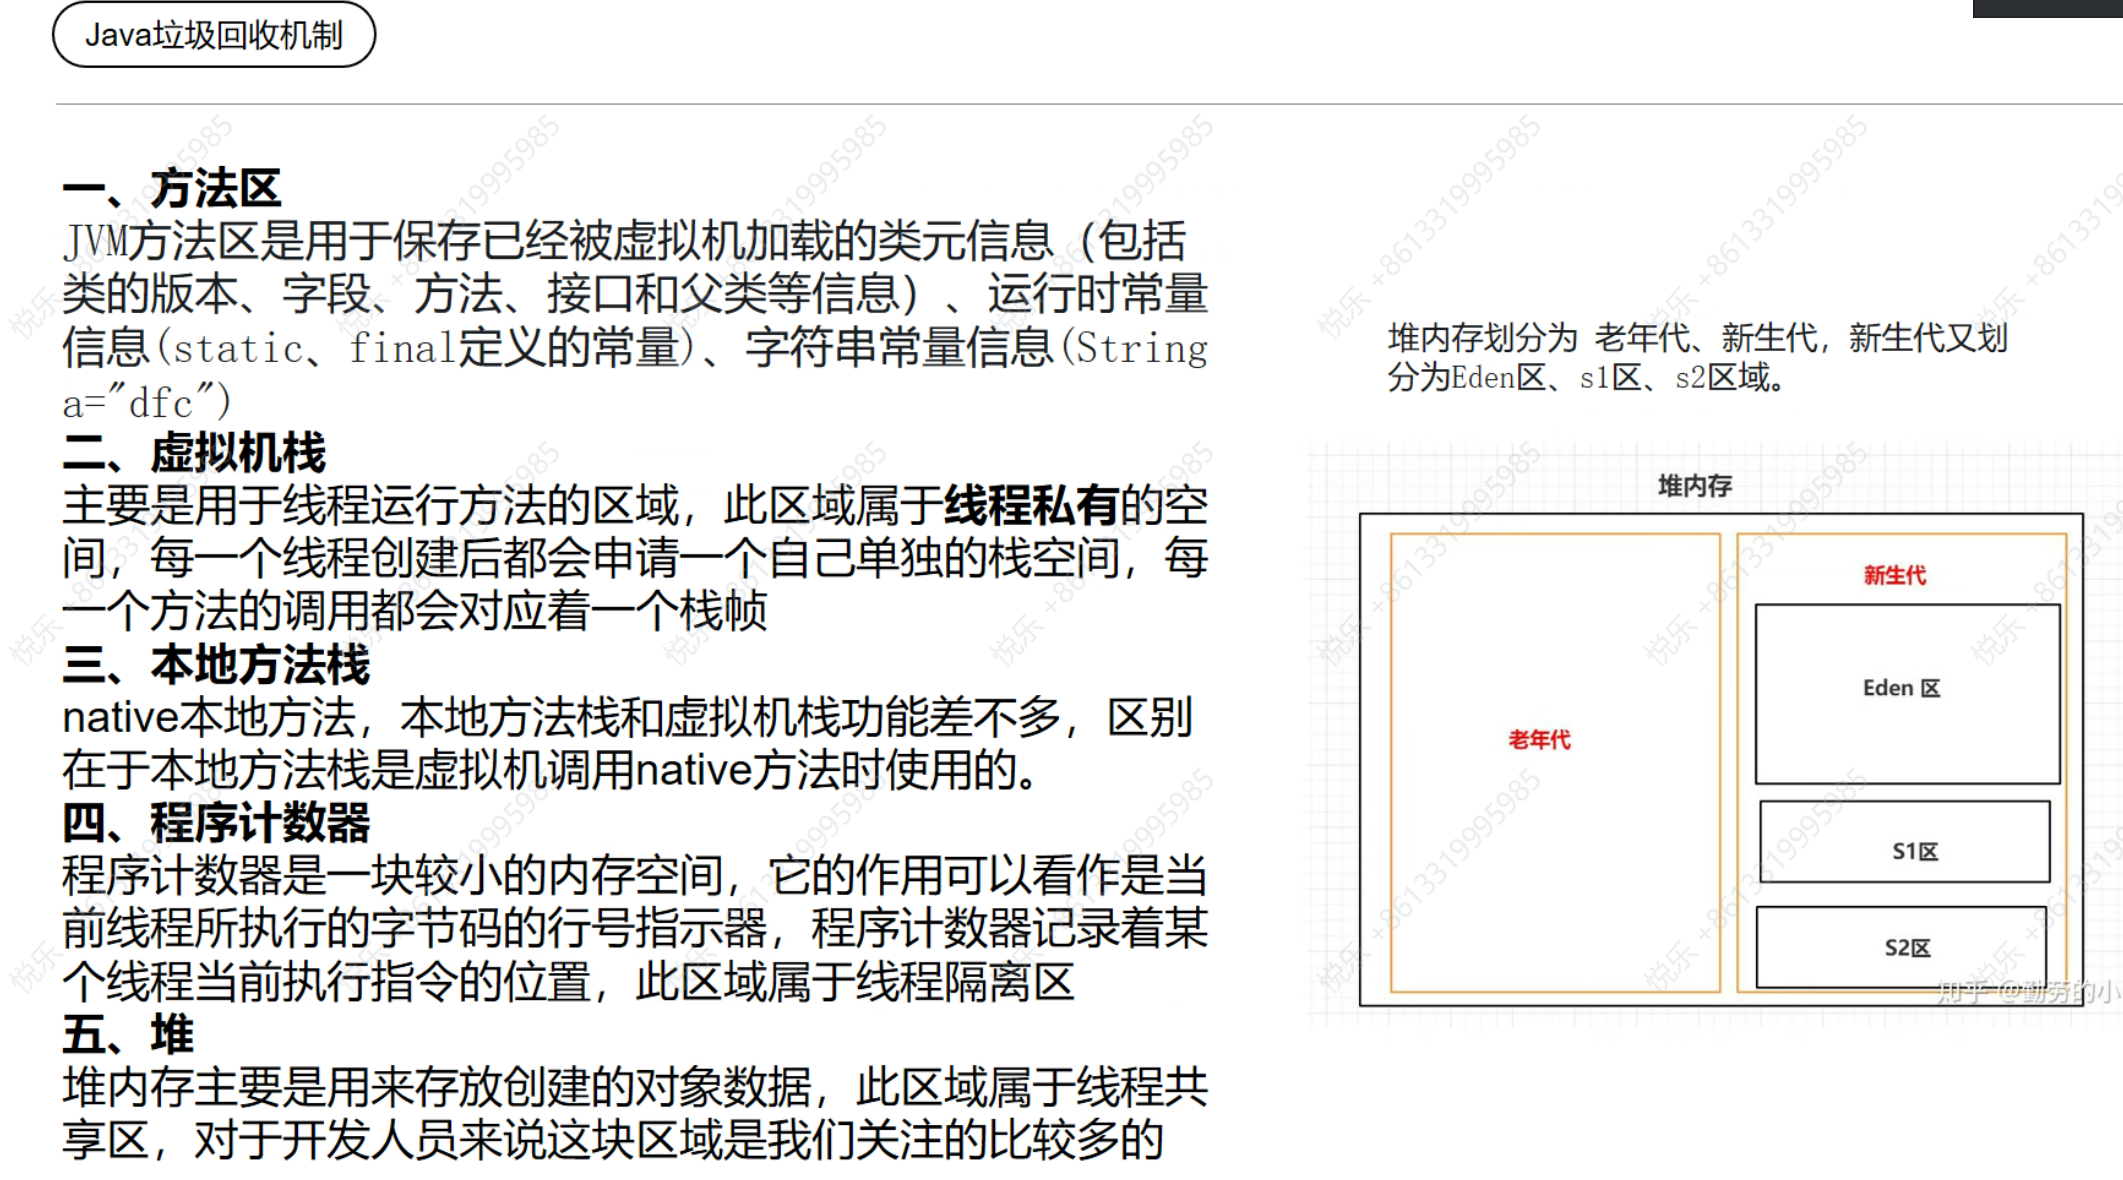 Java垃圾回收机制
一、方法区
JVM方法区是用于保存已经被虚拟机加载的类元信息（包括
类的版本、字段、方法、接口和父类等信息）、运行时常量
信息(static、final定义的常量)、字符串常量信息(String
a="dfc")
二、虚拟机栈
主要是用于线程运行方法的区域，此区域属于线程私有的空
间，每一个线程创建后都会申请一个自己单独的栈空间，每
一个方法的调用都会对应着一个栈帧
三、本地方法栈
native本地方法，本地方法栈和虚拟机栈功能差不多，区别
在于本地方法栈是虚拟机调用native方法时使用的。
四、程序计数器
程序计数器是一块较小的内存空间，它的作用可以看作是当
前线程所执行的字节码的行号指示器，程序计数器记录着某
个线程当前执行指令的位置，此区域属于线程隔离区
五、堆
堆内存主要是用来存放创建的对象数据，此区域属于线程共
享区，对于开发人员来说这块区域是我们关注的比较多的
堆内存划分为 老年代、新生代，新生代又划
分为Eden区、s1区、s2区域。
堆内存
老年代
新生代
Eden 区
S1区
S2区
知乎 @勤劳的小
悦乐 +8613319995985